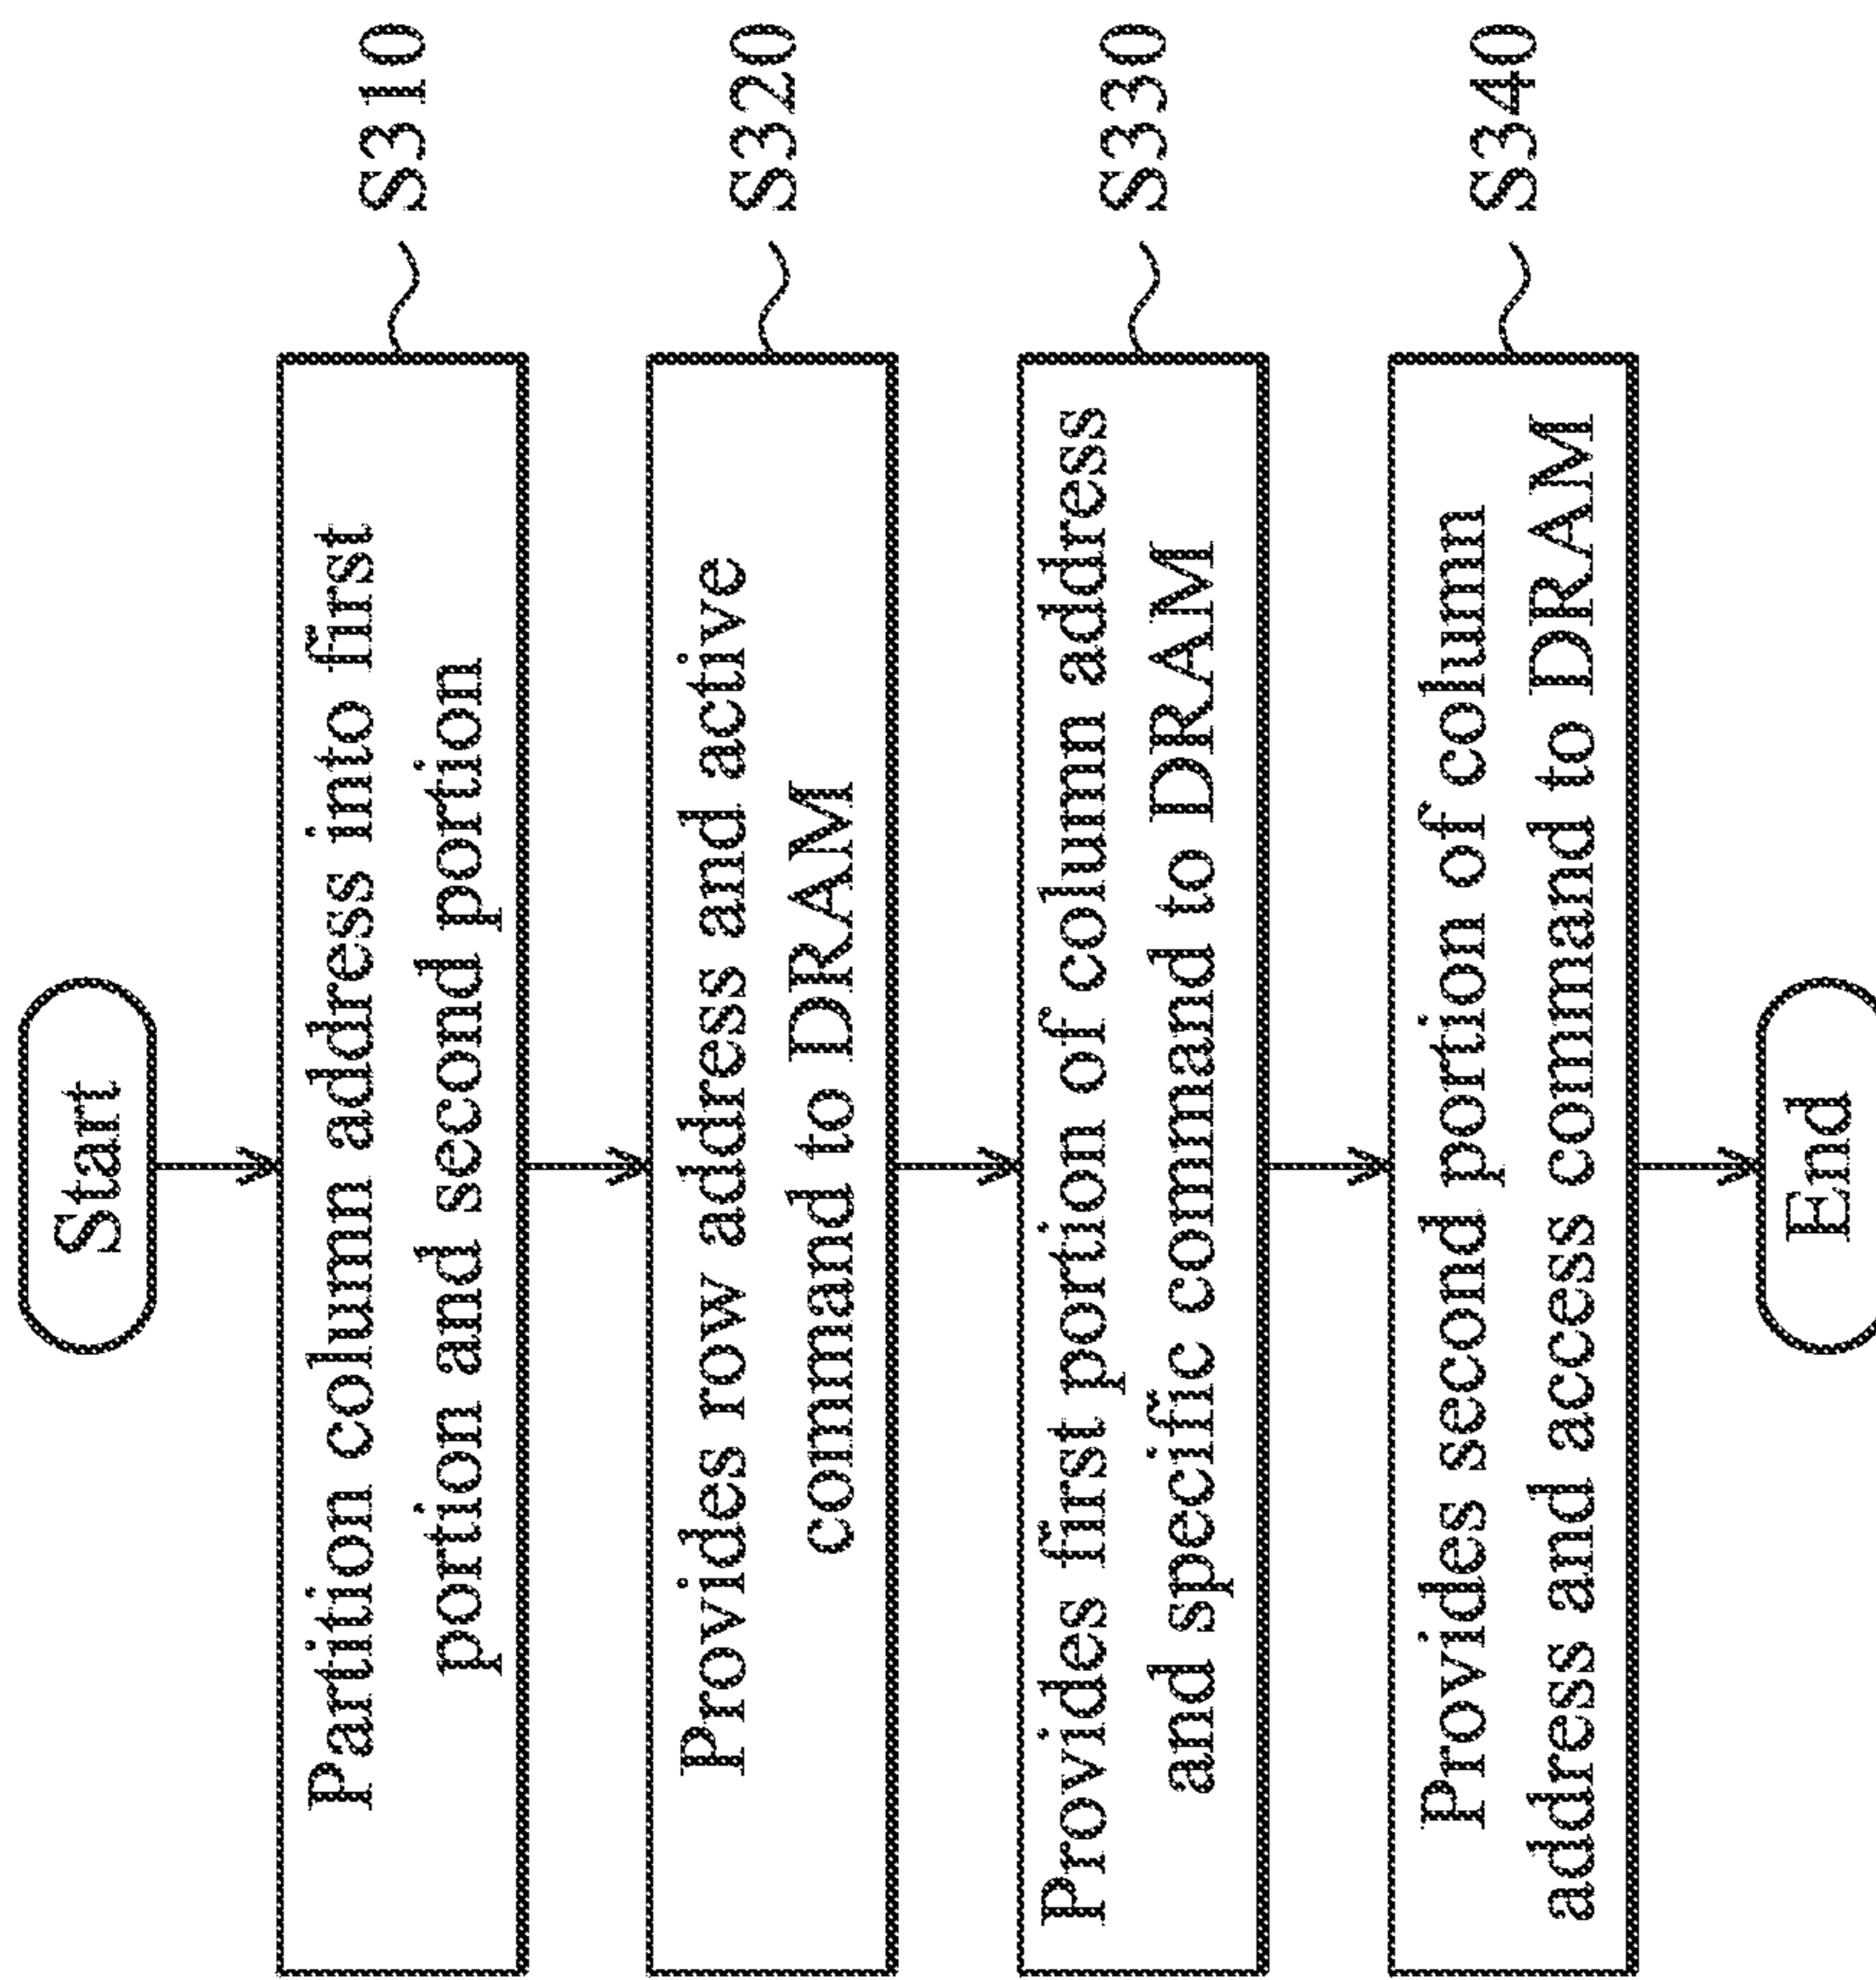 Start
Partition column address into first
portion and second portion
S310
Provides row address and active
command to DRAM
S320
Provides first portion of column address
and specific command to DRAM
S330
Provides second portion of column
address and access command to DRAM
S340
End